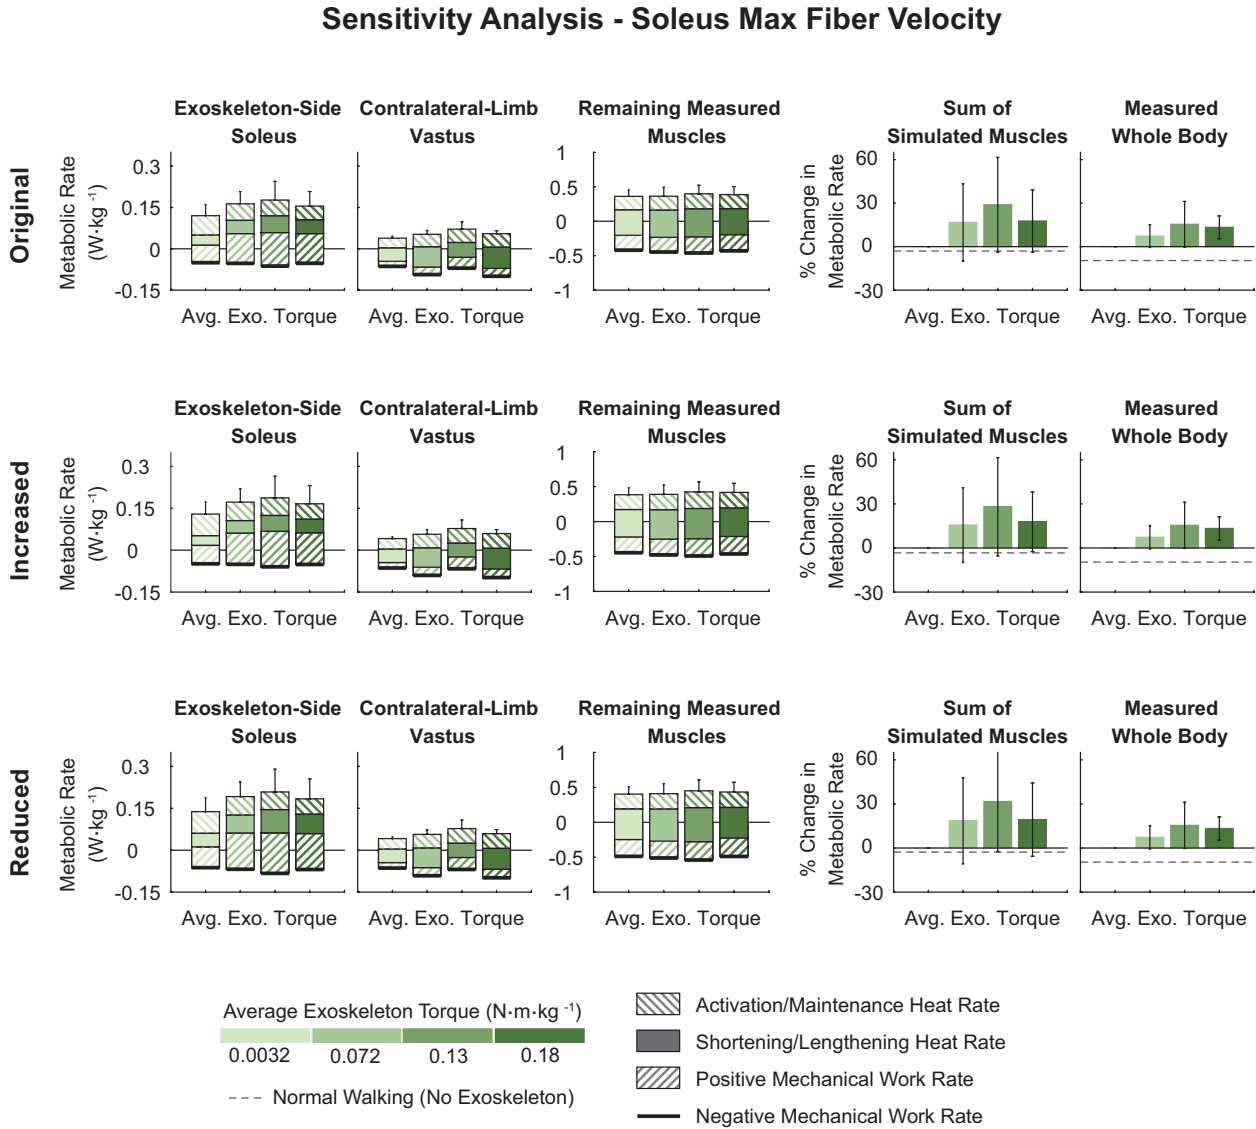 Sensitivity Analysis - Soleus Max Fiber Velocity
Original
Exoskeleton-Side
Soleus
Contralateral-Limb
Vastus
Remaining Measured
Muscles
Sum of
Simulated Muscles
Measured
Whole Body
Metabolic Rate
(W·kg⁻¹)
0.3
0.15
0
-0.15
1
0.5
0
-0.5
-1
% Change in
Metabolic Rate
60
30
0
-30
Avg. Exo. Torque
Avg. Exo. Torque
Avg. Exo. Torque
Avg. Exo. Torque
Increased
Exoskeleton-Side
Soleus
Contralateral-Limb
Vastus
Remaining Measured
Muscles
Sum of
Simulated Muscles
Measured
Whole Body
Metabolic Rate
(W·kg⁻¹)
0.3
0.15
0
-0.15
1
0.5
0
-0.5
-1
% Change in
Metabolic Rate
60
30
0
-30
Avg. Exo. Torque
Avg. Exo. Torque
Avg. Exo. Torque
Avg. Exo. Torque
Reduced
Exoskeleton-Side
Soleus
Contralateral-Limb
Vastus
Remaining Measured
Muscles
Sum of
Simulated Muscles
Measured
Whole Body
Metabolic Rate
(W·kg⁻¹)
0.3
0.15
0
-0.15
1
0.5
0
-0.5
-1
% Change in
Metabolic Rate
60
30
0
-30
Avg. Exo. Torque
Avg. Exo. Torque
Avg. Exo. Torque
Avg. Exo. Torque
Average Exoskeleton Torque (N·m·kg⁻¹)
0.0032 0.072 0.13 0.18
Normal Walking (No Exoskeleton)
Activation/Maintenance Heat Rate
Shortening/Lengthening Heat Rate
Positive Mechanical Work Rate
Negative Mechanical Work Rate